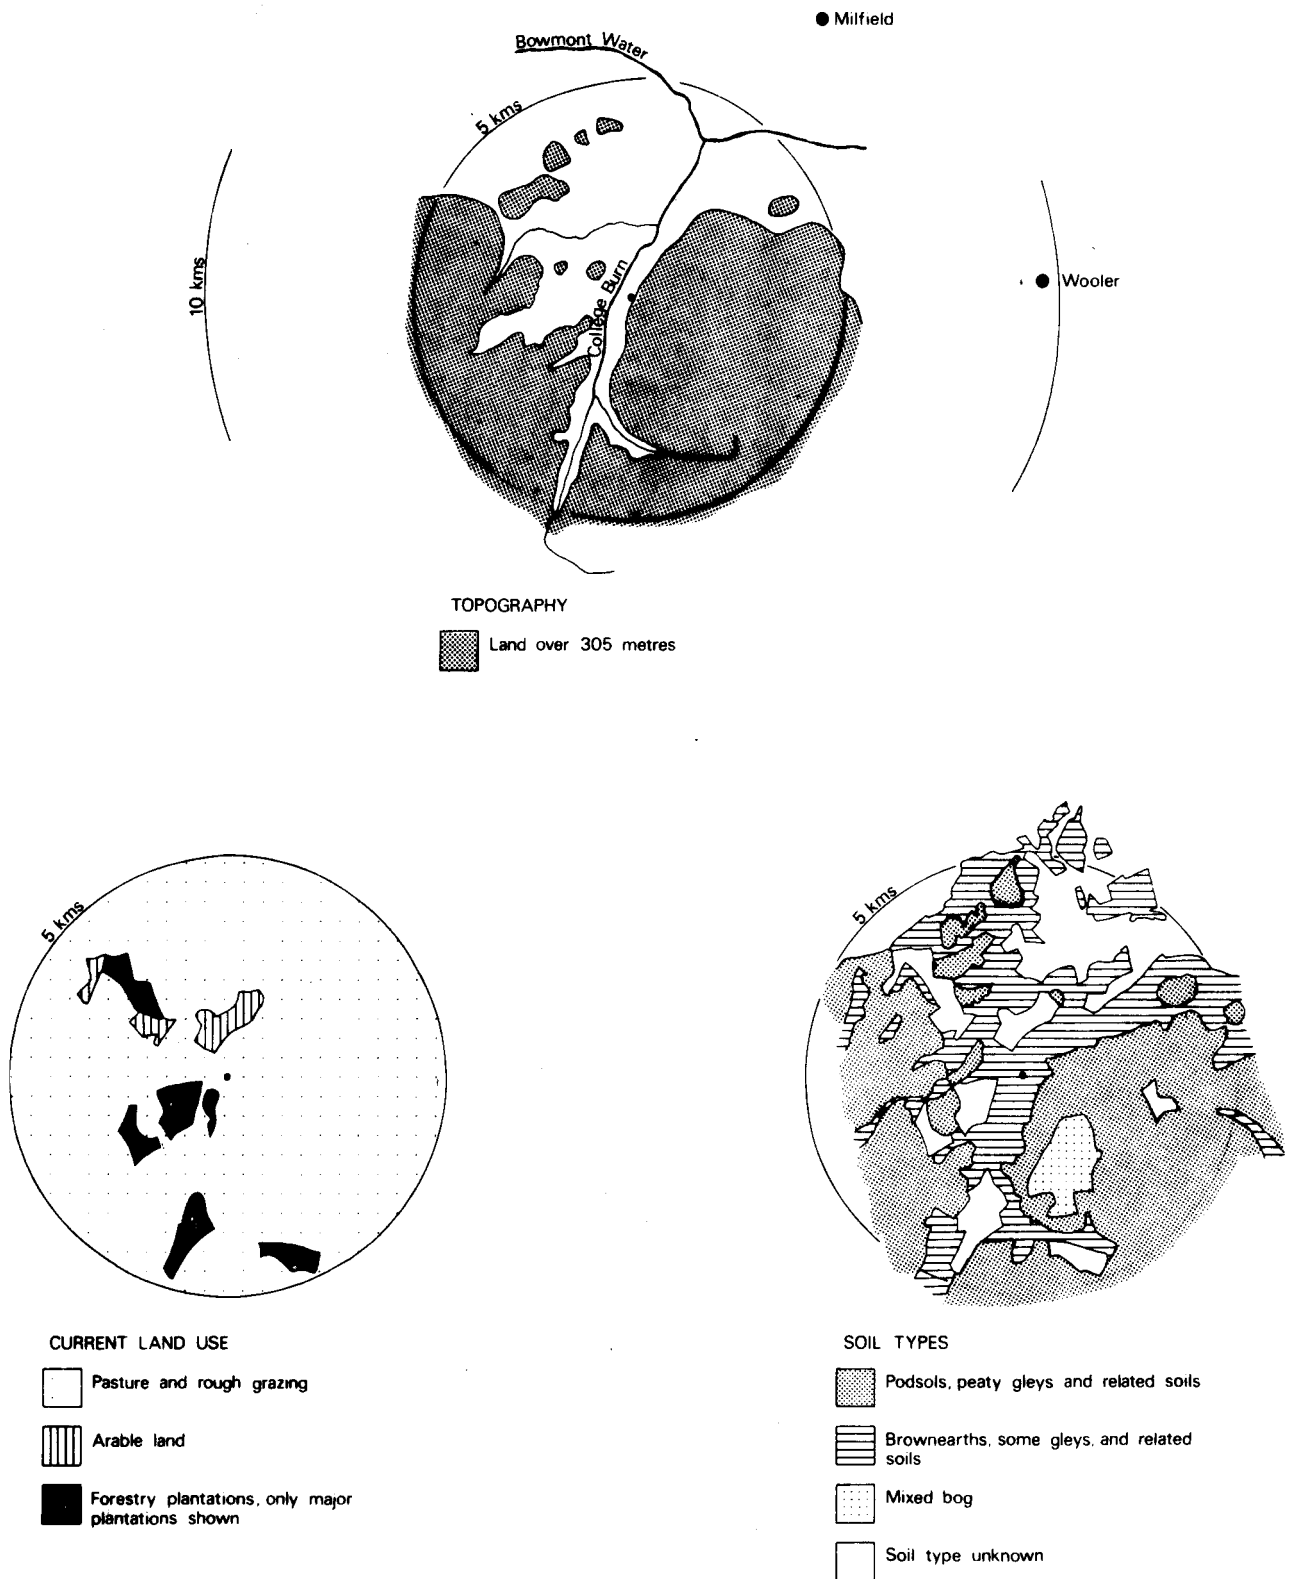 Milfield
Bowmont Water
5 kms
10 kms
College Burn
Wooler
TOPOGRAPHY
Land over 305 metres
5 kms
5 kms
CURRENT LAND USE
Pasture and rough grazing
Arable land
Forestry plantations, only major
plantations shown
SOIL TYPES
Podsols, peaty gleys and related soils
Brownearths, some gleys, and related
soils
Mixed bog
Soil type unknown